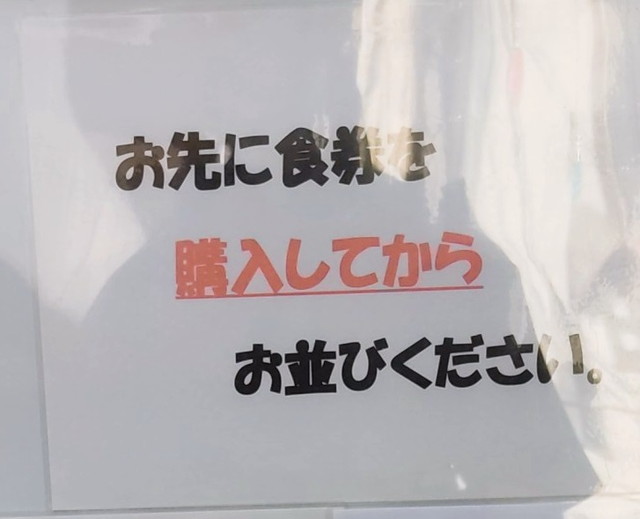 お先に食券を
購入してから
お並びください。